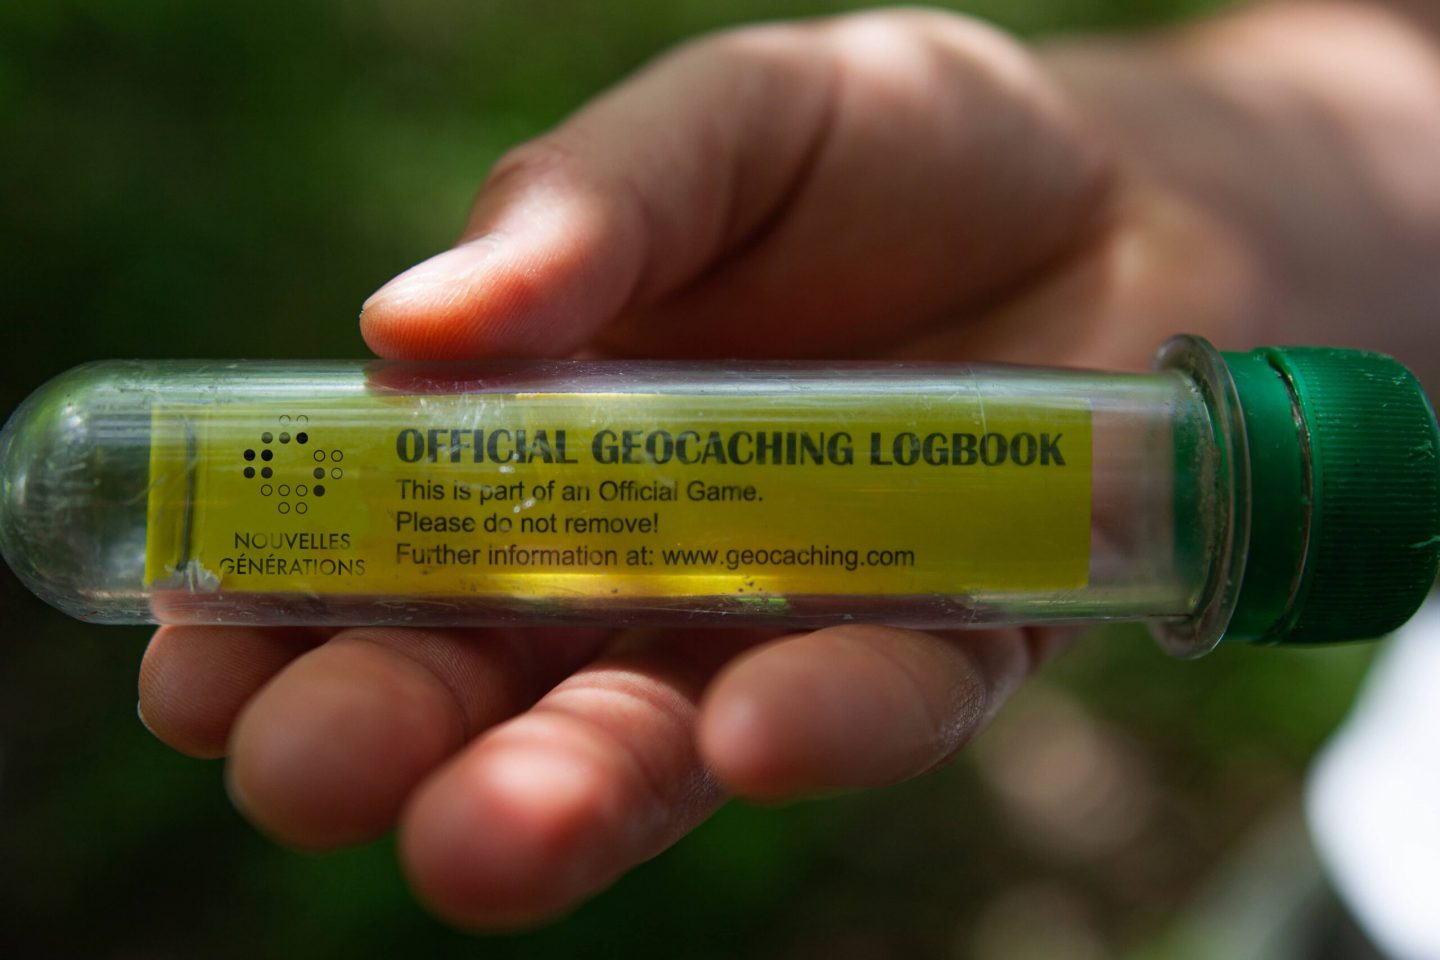 NOUVELLES
GÉNÉRATIONS
OFFICIAL GEOCACHING LOGBOOK
This is part of an Official Game.
Please do not remove!
Further information at: www.geocaching.com